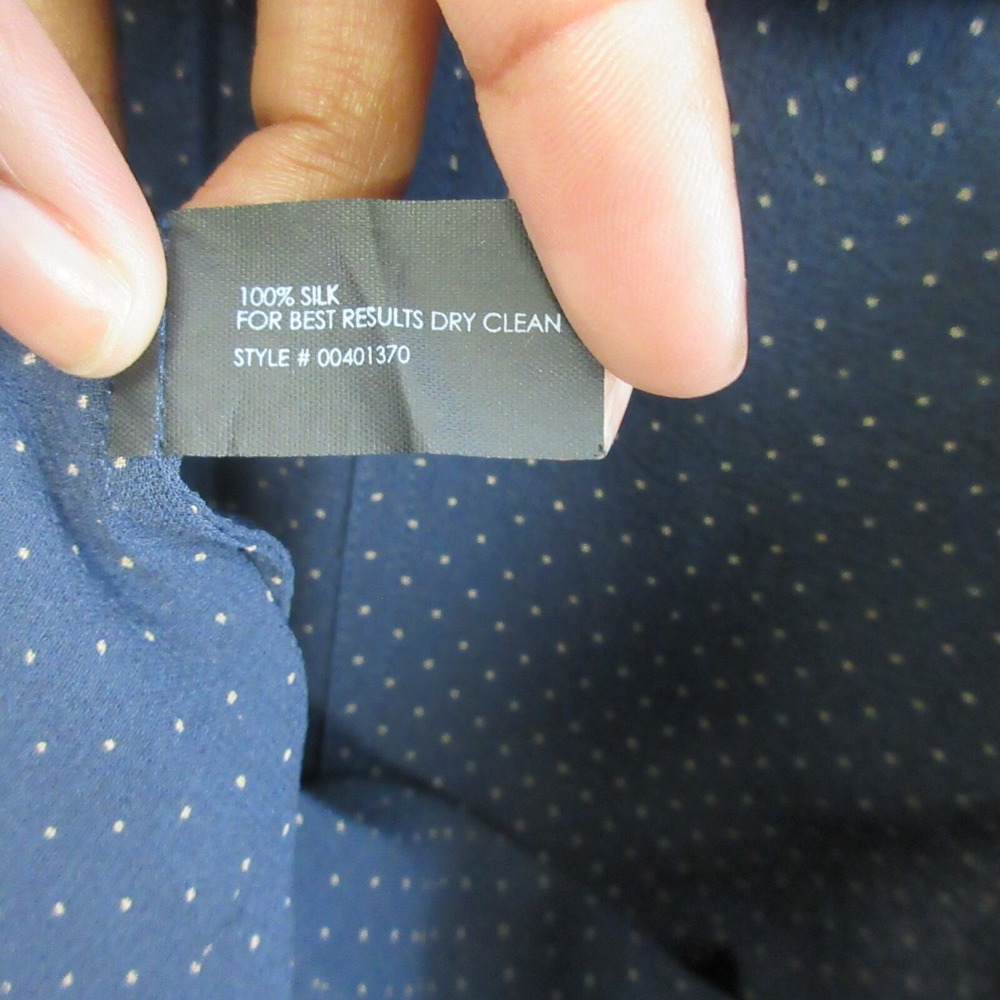 100% SILK
FOR BEST RESULTS DRY CLEAN
STYLE # 00401370